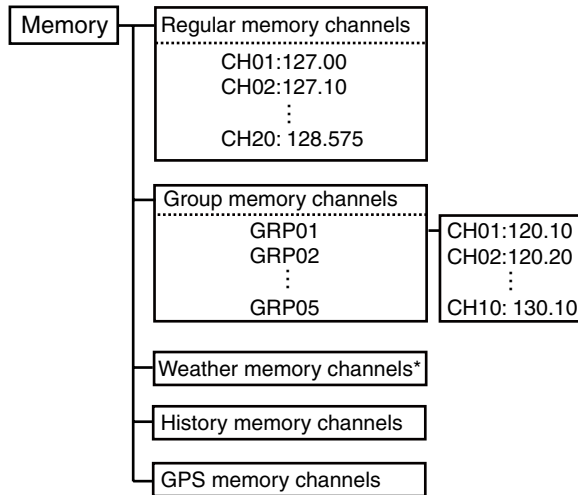 Memory
Regular memory channels
CH01:127.00
CH02:127.10
⋮
CH20: 128.575
Group memory channels
GRP01
GRP02
⋮
GRP05
CH01:120.10
CH02:120.20
⋮
CH10: 130.10
Weather memory channels*
History memory channels
GPS memory channels